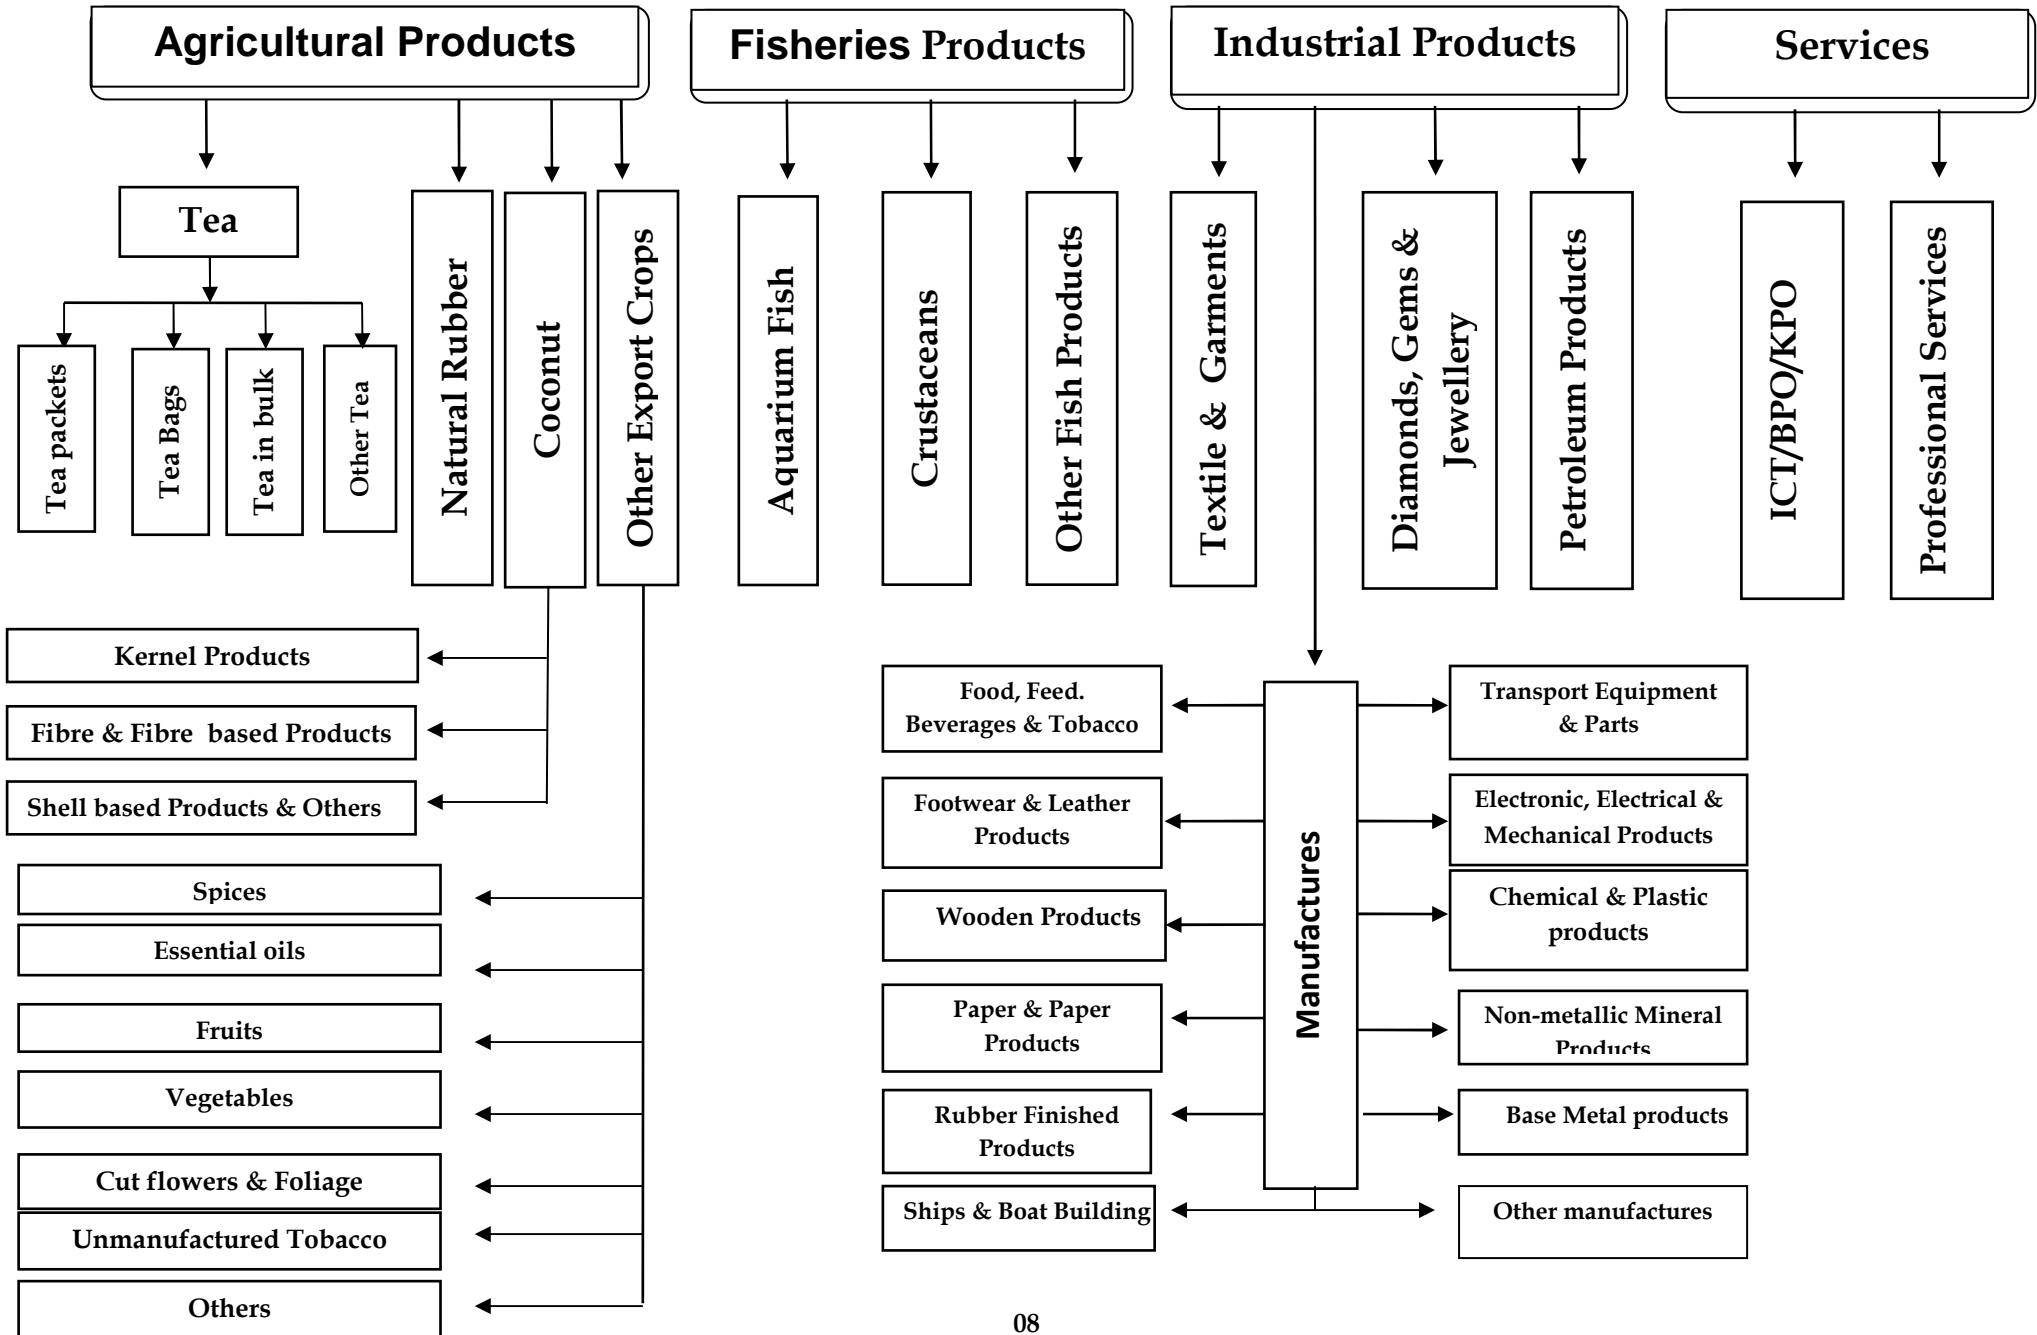 Agricultural Products
Fisheries Products
Industrial Products
Services
Tea
Tea packets
Tea Bags
Tea in bulk
Other Tea
Natural Rubber
Coconut
Other Export Crops
Aquarium Fish
Crustaceans
Other Fish Products
Textile & Garments
Diamonds, Gems &
Jewellery
Petroleum Products
ICT/BPO/KPO
Professional Services
Kernel Products
Fibre & Fibre based Products
Shell based Products & Others
Spices
Essential oils
Fruits
Vegetables
Cut flowers & Foliage
Unmanufactured Tobacco
Others
Manufactures
Food, Feed.
Beverages & Tobacco
Footwear & Leather
Products
Wooden Products
Paper & Paper
Products
Rubber Finished
Products
Ships & Boat Building
Transport Equipment
& Parts
Electronic, Electrical &
Mechanical Products
Chemical & Plastic
products
Non-metallic Mineral
Products
Base Metal products
Other manufactures
08